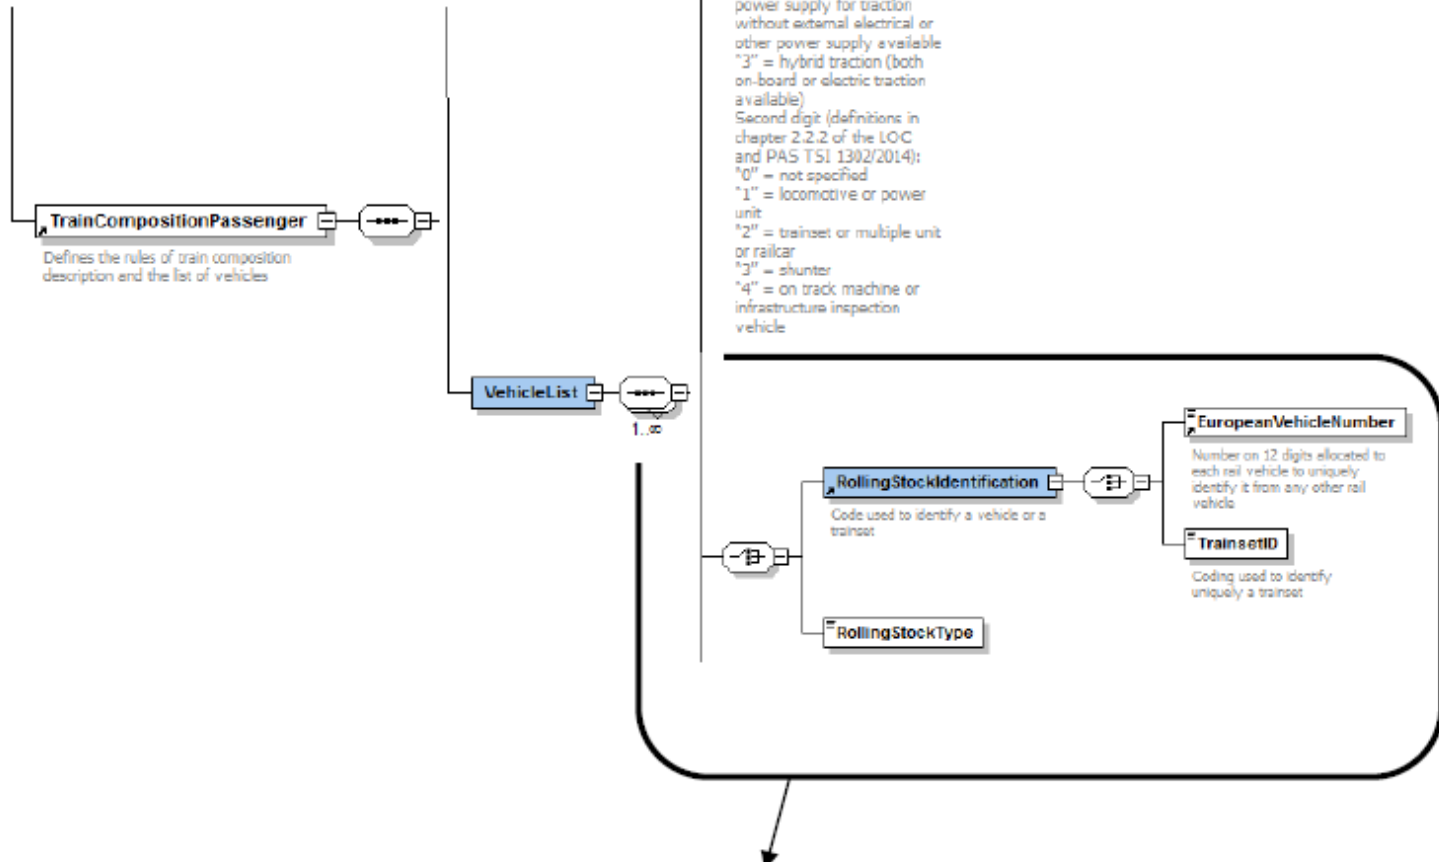 power supply for traction
without external electrical or
other power supply available
"3" = hybrid traction (both
on-board or electric traction
available)
Second digit (definitions in
chapter 2.2.2 of the LOC
and PAS TSI 1302/2014):
"0" = not specified
"1" = locomotive or power
unit
"2" = trainset or multiple unit
or railcar
"3" = shunter
"4" = on track machine or
infrastructure inspection
vehicle
TrainCompositionPassenger
Defines the rules of train composition
description and the list of vehicles
VehicleList
1..∞
EuropeanVehicleNumber
Number on 12 digits allocated to
each rail vehicle to uniquely
identify it from any other rail
vehicle
RollingStockIdentification
Code used to identify a vehicle or a
trainset
TrainsetID
Coding used to identify
uniquely a trainset
RollingStockType